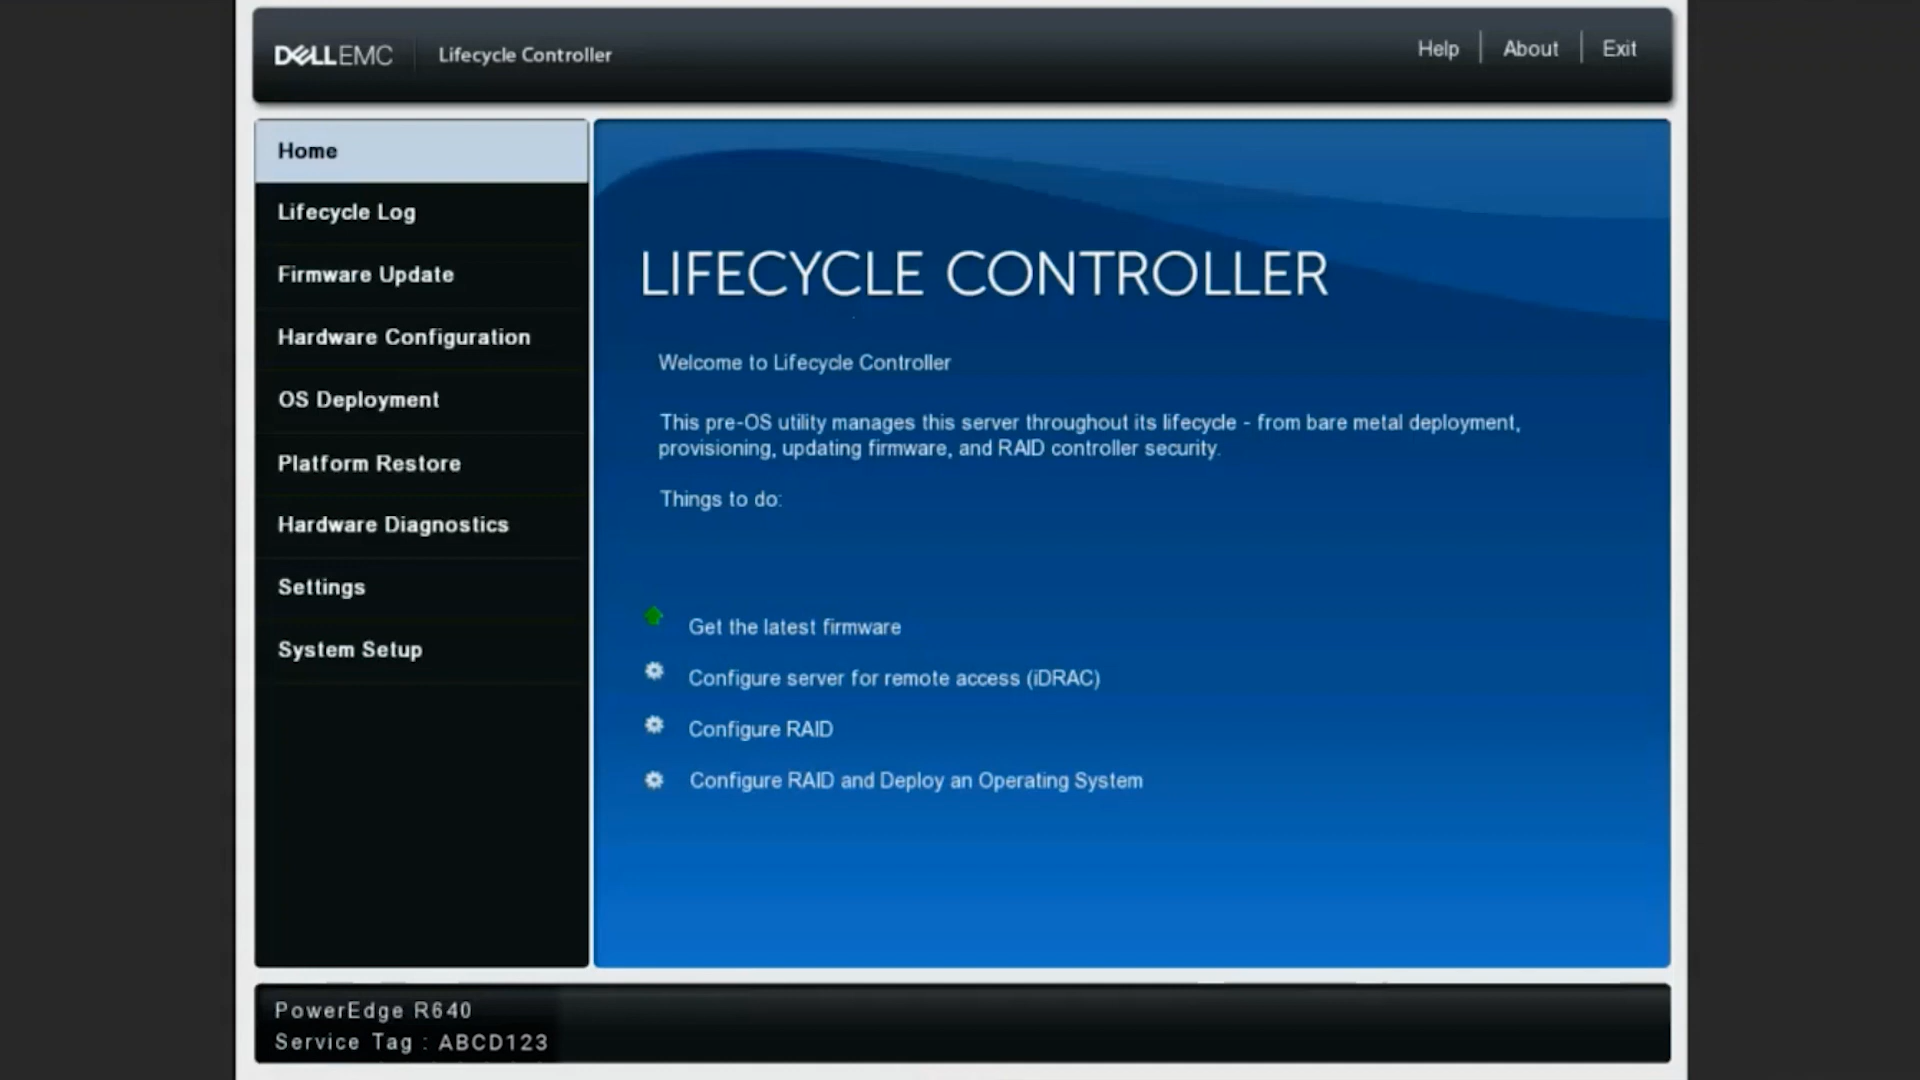 DELLEMC Lifecycle Controller Help About Exit
Home
Lifecycle Log
Firmware Update
Hardware Configuration
OS Deployment
Platform Restore
Hardware Diagnostics
Settings
System Setup
LIFECYCLE CONTROLLER
Welcome to Lifecycle Controller
This pre-OS utility manages this server throughout its lifecycle - from bare metal deployment,
provisioning, updating firmware, and RAID controller security.
Things to do:
Get the latest firmware
Configure server for remote access (iDRAC)
Configure RAID
Configure RAID and Deploy an Operating System
PowerEdge R640
Service Tag : ABCD123